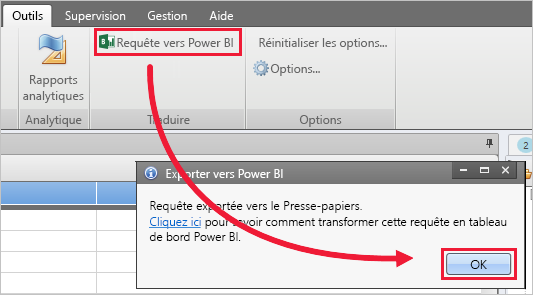 Outils Supervision Gestion Aide
Requête vers Power BI
Réinitialiser les options...
Options...
Rapports
analytiques
Analytique Traduire Options
2
Exporter vers Power BI
Requête exportée vers le Presse-papiers.
Cliquez ici pour savoir comment transformer cette requête en tableau
de bord Power BI.
OK